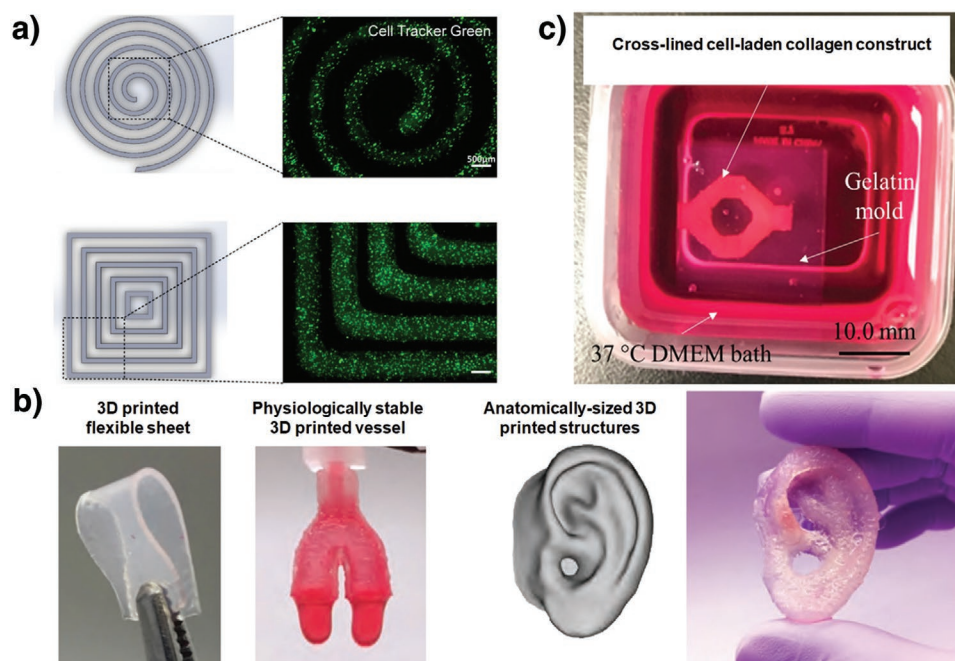 a)
Cell Tracker Green
500µm
b)
3D printed
flexible sheet
Physiologically stable
3D printed vessel
Anatomically-sized 3D
printed structures
c)
Cross-lined cell-laden collagen construct
Gelatin
mold
37 °C DMEM bath
10.0 mm